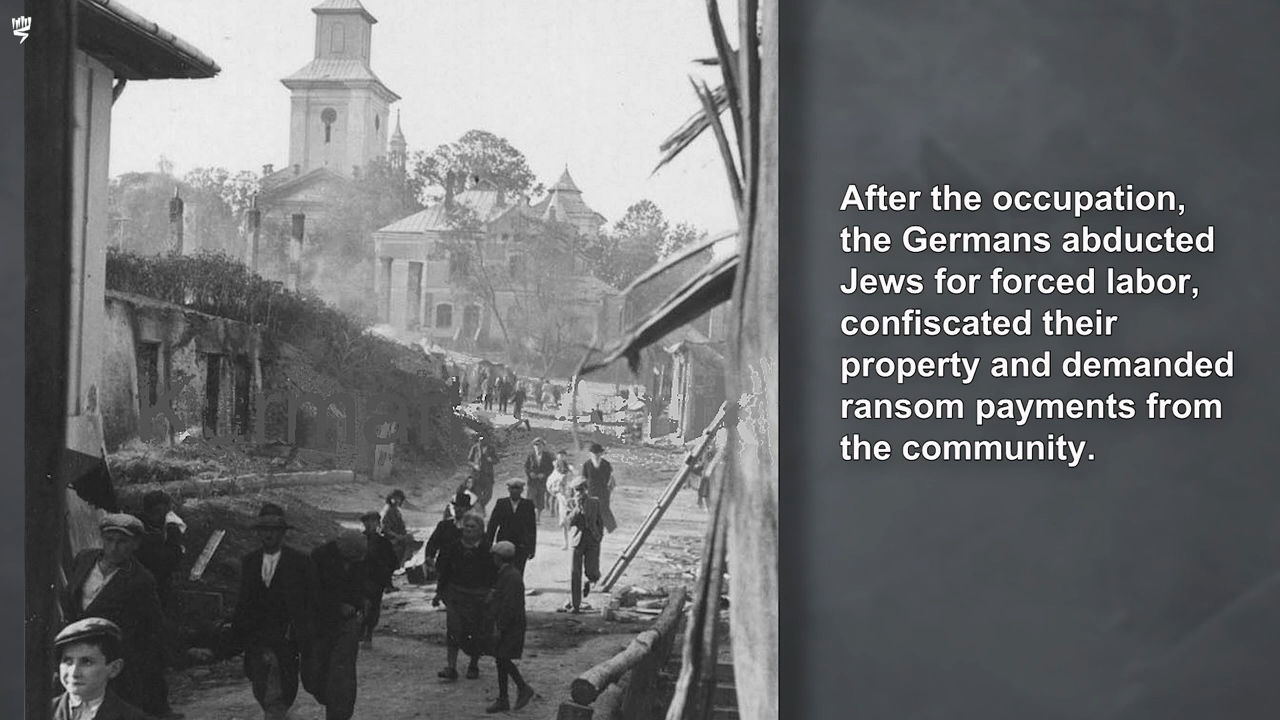 After the occupation,
the Germans abducted
Jews for forced labor,
confiscated their
property and demanded
ransom payments from
the community.